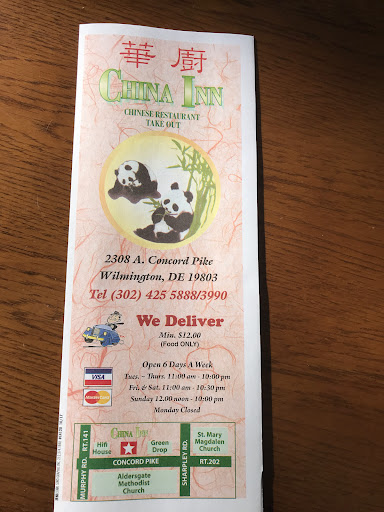 華 廚
CHINA INN
CHINESE RESTAURANT
TAKE OUT
2308 A. Concord Pike
Wilmington, DE 19803
Tel (302) 425 5888/3990
We Deliver
Min. $12.00
(Food ONLY)
Open 6 Days A Week
Tues. - Thurs. 11:00 am - 10:00 pm
Fri. & Sat. 11:00 am - 10:30 pm
Sunday 12:00 noon - 10:00 pm
Monday Closed
VISA
MasterCard
MURPHY RD.
RT.141
Hifi
House
CHINA INN
Green
Drop
CONCORD PIKE
Aldersgate
Methodist
Church
SHARPLEY RD.
St. Mary
Magdalen
Church
RT.202